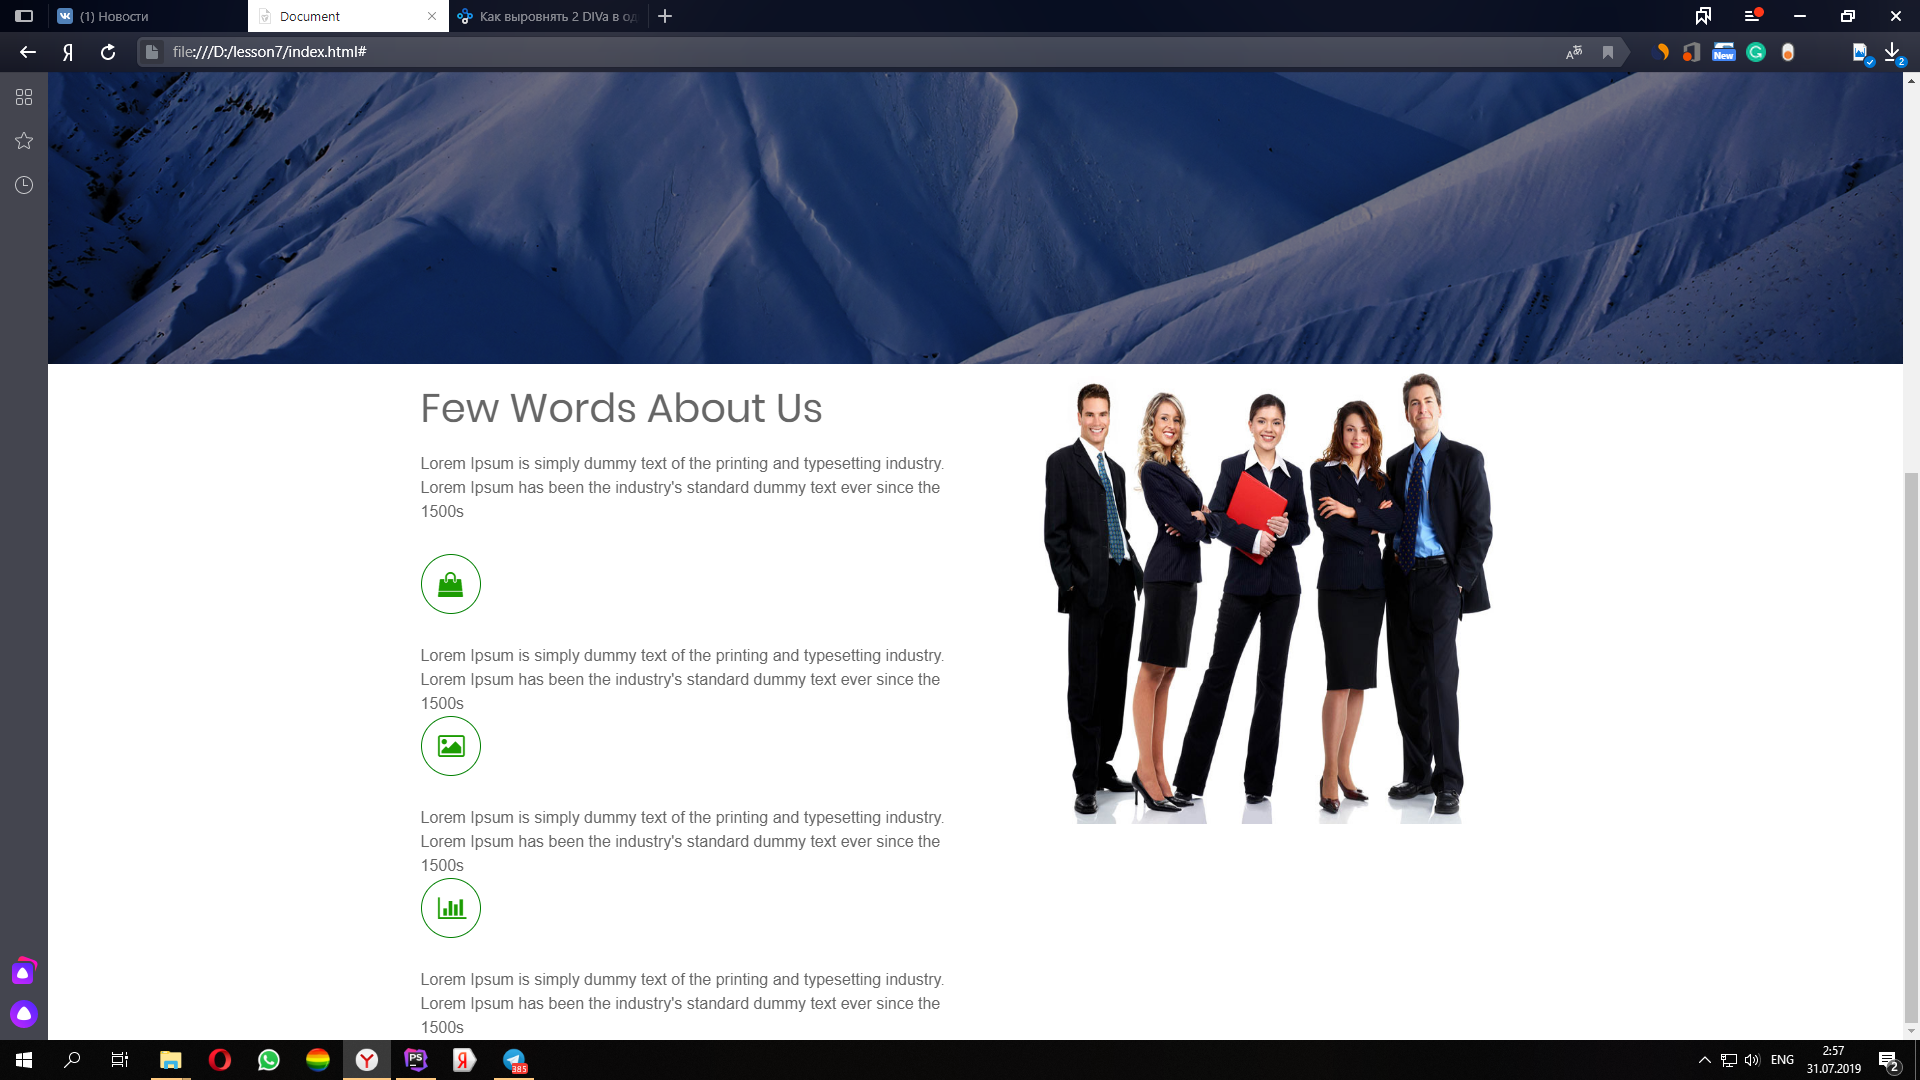 (1) Новости
Document
Как выровнять 2 DIVа в од
Я
file:///D:/lesson7/index.html#
New
2
Few Words About Us
Lorem Ipsum is simply dummy text of the printing and typesetting industry.
Lorem Ipsum has been the industry's standard dummy text ever since the
1500s
Lorem Ipsum is simply dummy text of the printing and typesetting industry.
Lorem Ipsum has been the industry's standard dummy text ever since the
1500s
Lorem Ipsum is simply dummy text of the printing and typesetting industry.
Lorem Ipsum has been the industry's standard dummy text ever since the
1500s
Lorem Ipsum is simply dummy text of the printing and typesetting industry.
Lorem Ipsum has been the industry's standard dummy text ever since the
1500s
PS
Я
385
ENG
2:57
31.07.2019
2